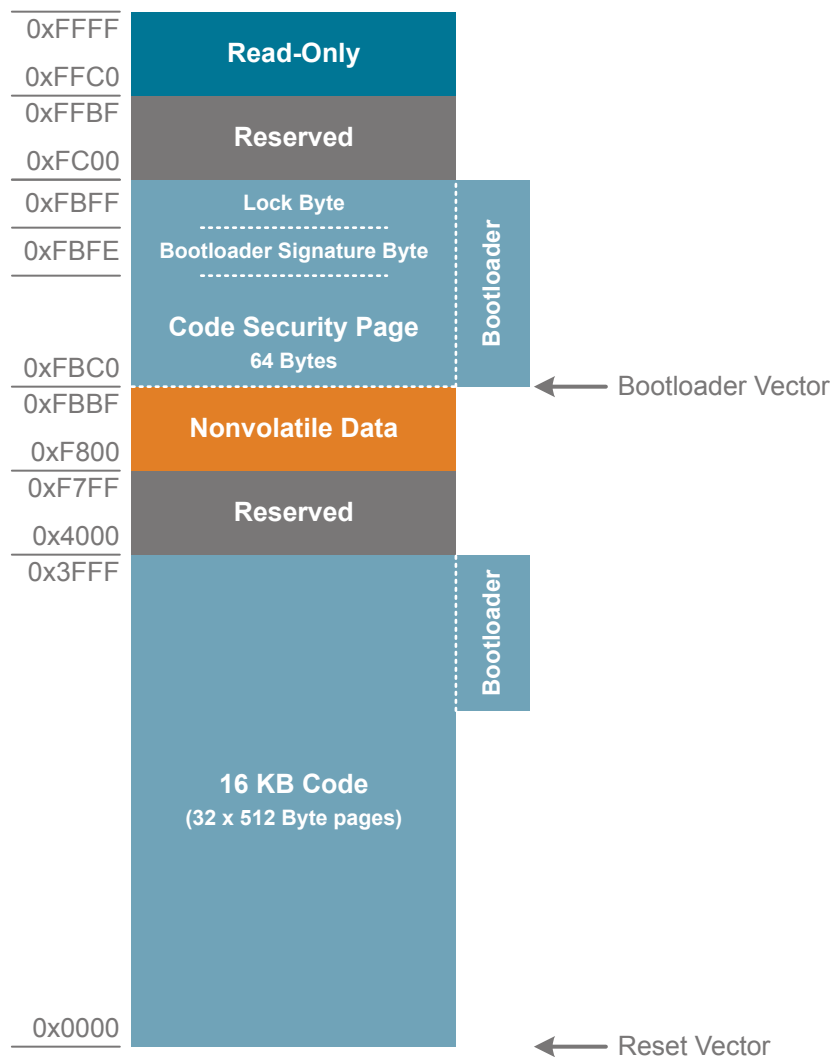 0xFFFF
Read-Only
0xFFC0
0xFFBF
Reserved
0xFC00
0xFBFF
Lock Byte
0xFBFE
Bootloader Signature Byte
Bootloader
Code Security Page
64 Bytes
0xFBC0
Bootloader Vector
0xFBBF
Nonvolatile Data
0xF800
0xF7FF
Reserved
0x4000
0x3FFF
Bootloader
16 KB Code
(32 x 512 Byte pages)
0x0000
Reset Vector